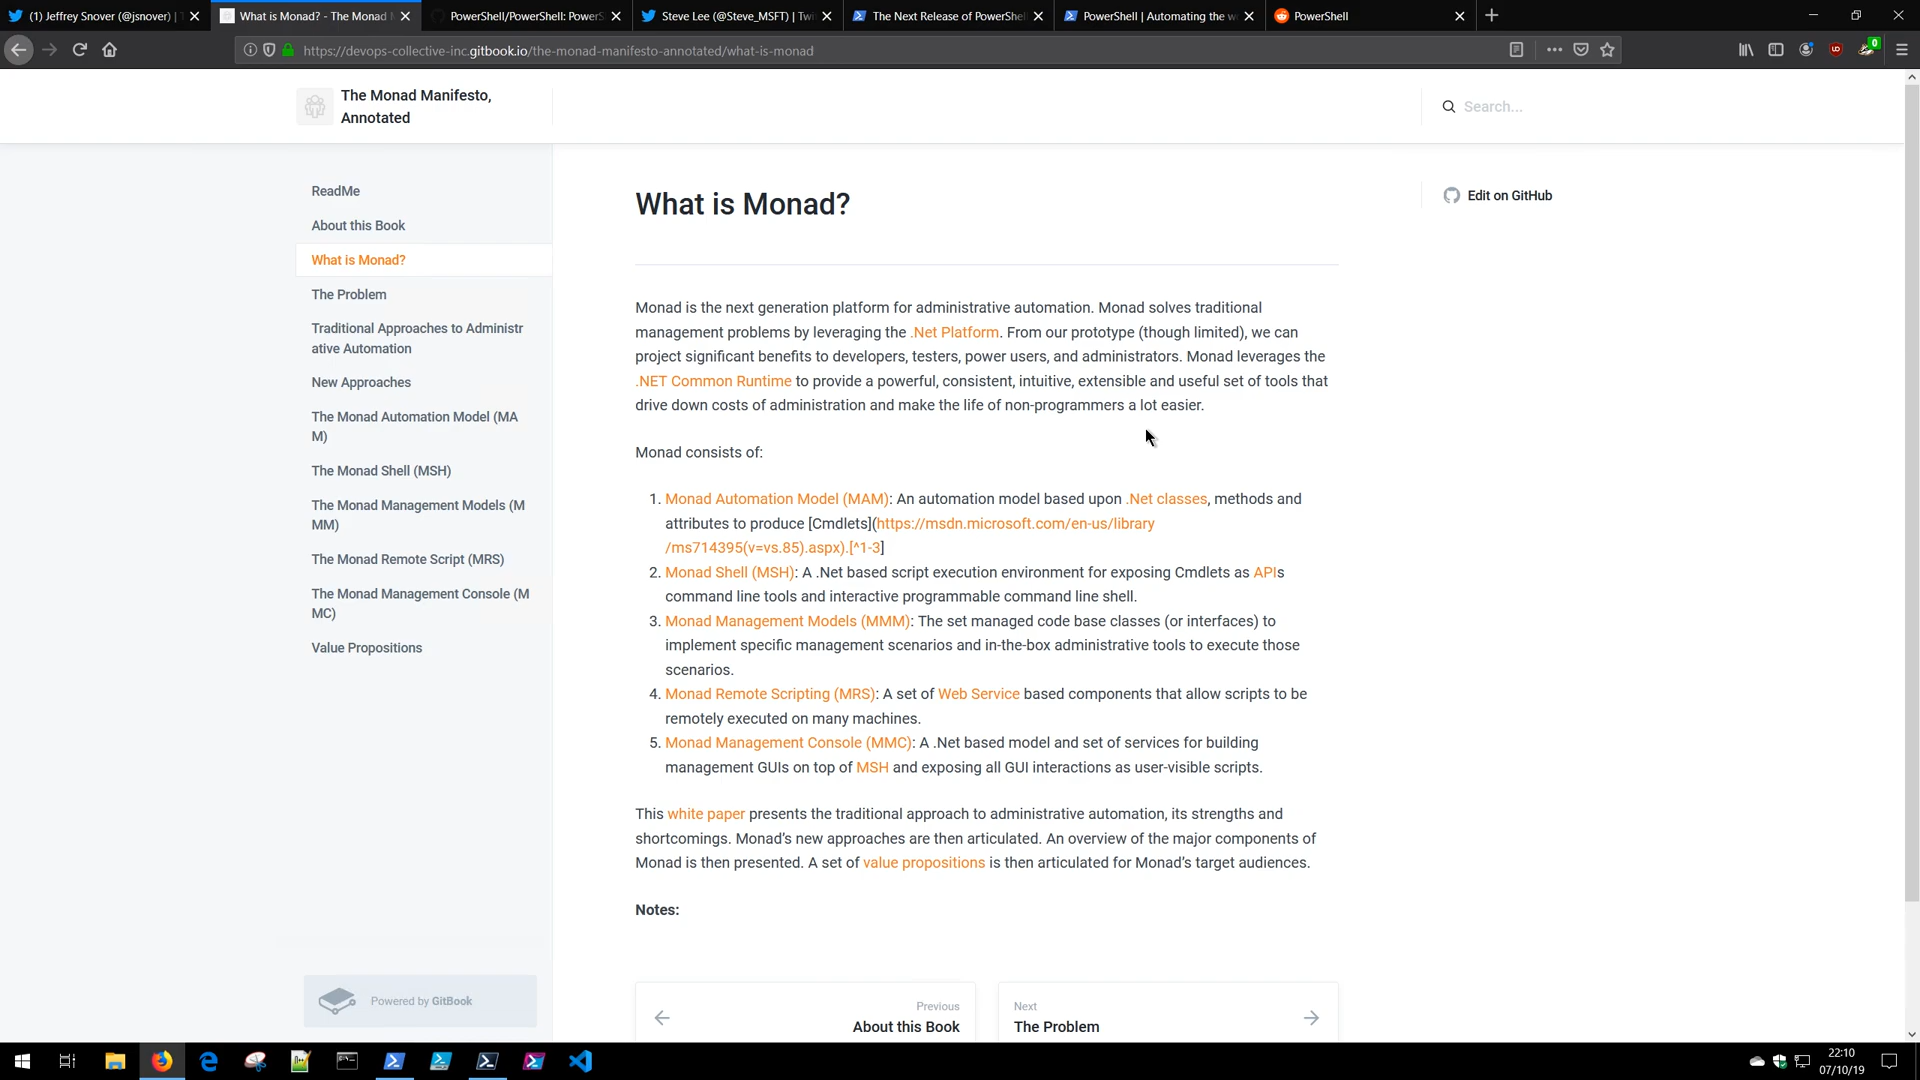 (1) Jeffrey Snover (@jsnover) | T
What is Monad? - The Monad
PowerShell/PowerShell: PowerS
Steve Lee (@Steve_MSFT) | Twi
The Next Release of PowerShell
PowerShell | Automating the w
PowerShell
https://devops-collective-inc.gitbook.io/the-monad-manifesto-annotated/what-is-monad
0
The Monad Manifesto,
Annotated
Search...
ReadMe
About this Book
What is Monad?
The Problem
Traditional Approaches to Administr
ative Automation
New Approaches
The Monad Automation Model (MA
M)
The Monad Shell (MSH)
The Monad Management Models (M
MM)
The Monad Remote Script (MRS)
The Monad Management Console (M
MC)
Value Propositions
Powered by GitBook
What is Monad?
Edit on GitHub
Monad is the next generation platform for administrative automation. Monad solves traditional
management problems by leveraging the .Net Platform. From our prototype (though limited), we can
project significant benefits to developers, testers, power users, and administrators. Monad leverages the
.NET Common Runtime to provide a powerful, consistent, intuitive, extensible and useful set of tools that
drive down costs of administration and make the life of non-programmers a lot easier.
Monad consists of:
1. Monad Automation Model (MAM): An automation model based upon .Net classes, methods and
attributes to produce [Cmdlets](https://msdn.microsoft.com/en-us/library
/ms714395(v=vs.85).aspx).[^1-3]
2. Monad Shell (MSH): A .Net based script execution environment for exposing Cmdlets as APIs
command line tools and interactive programmable command line shell.
3. Monad Management Models (MMM): The set managed code base classes (or interfaces) to
implement specific management scenarios and in-the-box administrative tools to execute those
scenarios.
4. Monad Remote Scripting (MRS): A set of Web Service based components that allow scripts to be
remotely executed on many machines.
5. Monad Management Console (MMC): A .Net based model and set of services for building
management GUIs on top of MSH and exposing all GUI interactions as user-visible scripts.
This white paper presents the traditional approach to administrative automation, its strengths and
shortcomings. Monad's new approaches are then articulated. An overview of the major components of
Monad is then presented. A set of value propositions is then articulated for Monad's target audiences.
Notes:
Previous
About this Book
Next
The Problem
22:10
07/10/19